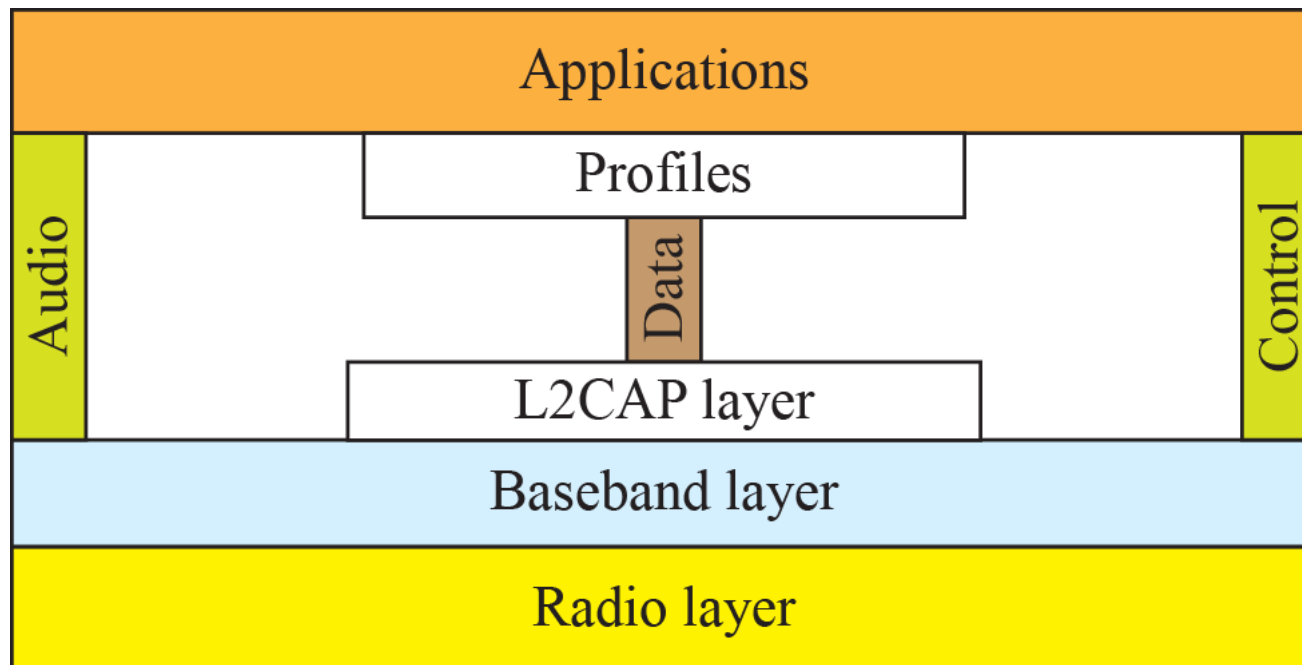 Applications
Profiles
Audio
Data
Control
L2CAP layer
Baseband layer
Radio layer